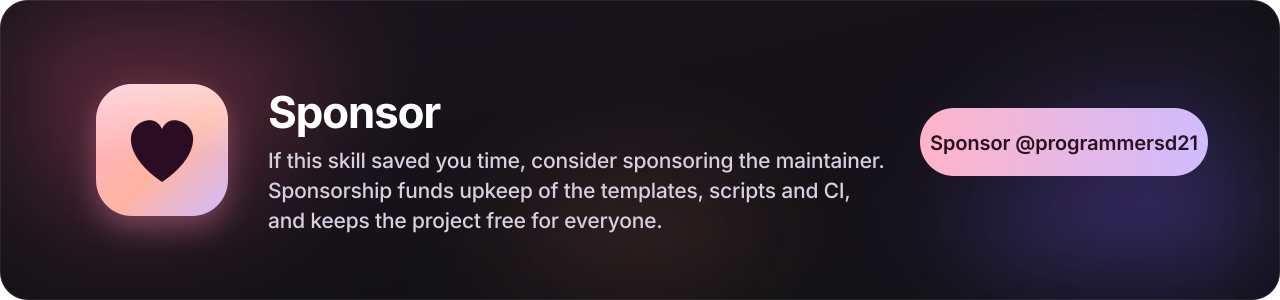 Sponsor
If this skill saved you time, consider sponsoring the maintainer.
Sponsorship funds upkeep of the templates, scripts and CI,
and keeps the project free for everyone.
Sponsor @programmersd21